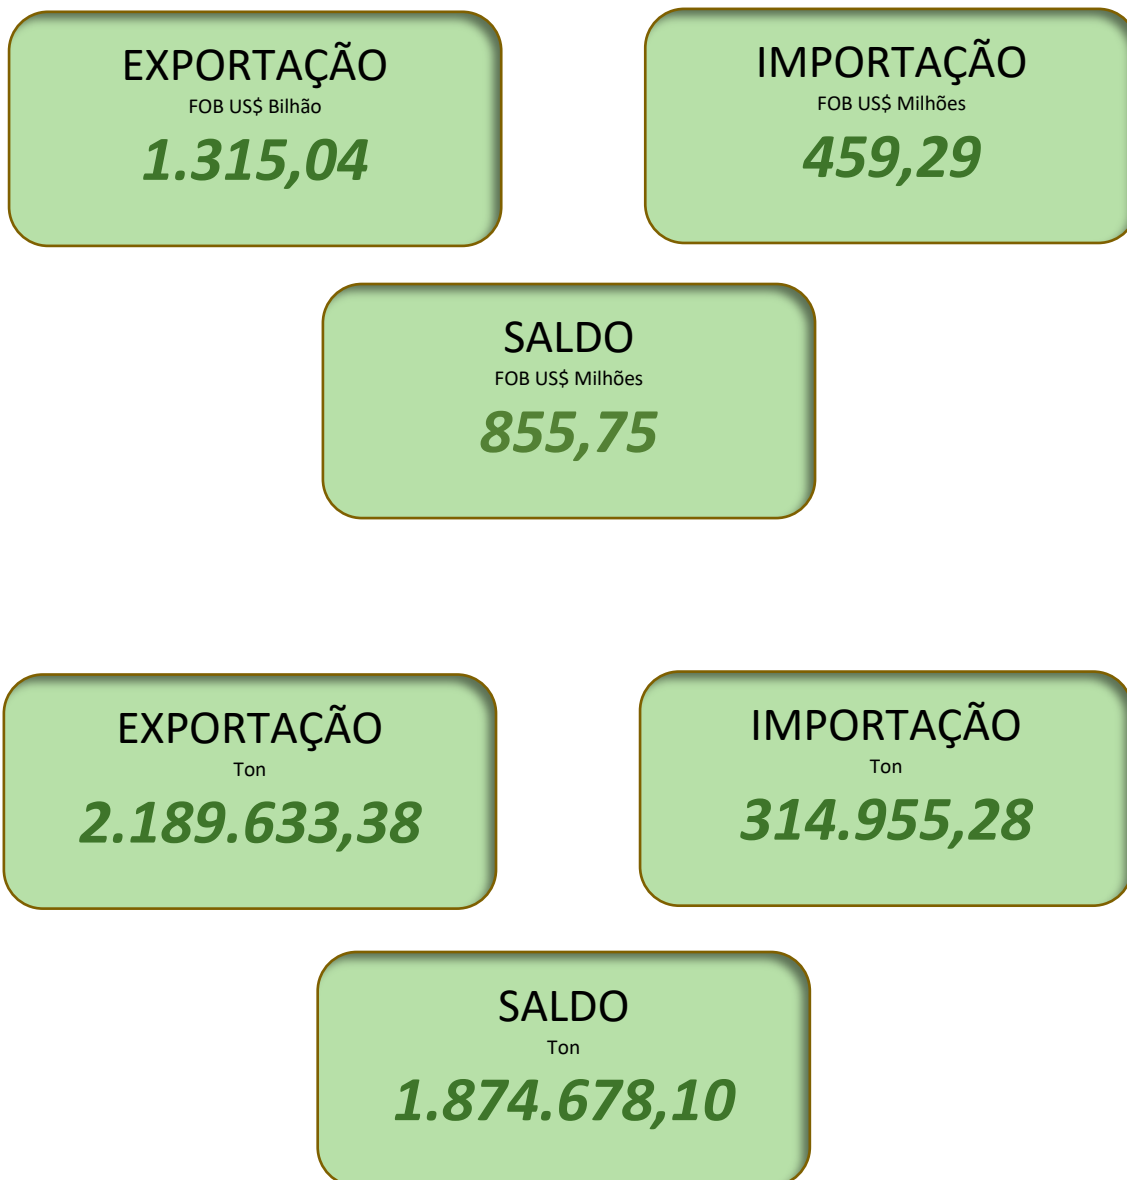 EXPORTAÇÃO
FOB US$ Bilhão
1.315,04
IMPORTAÇÃO
FOB US$ Milhões
459,29
SALDO
FOB US$ Milhões
855,75
EXPORTAÇÃO
Ton
2.189.633,38
IMPORTAÇÃO
Ton
314.955,28
SALDO
Ton
1.874.678,10